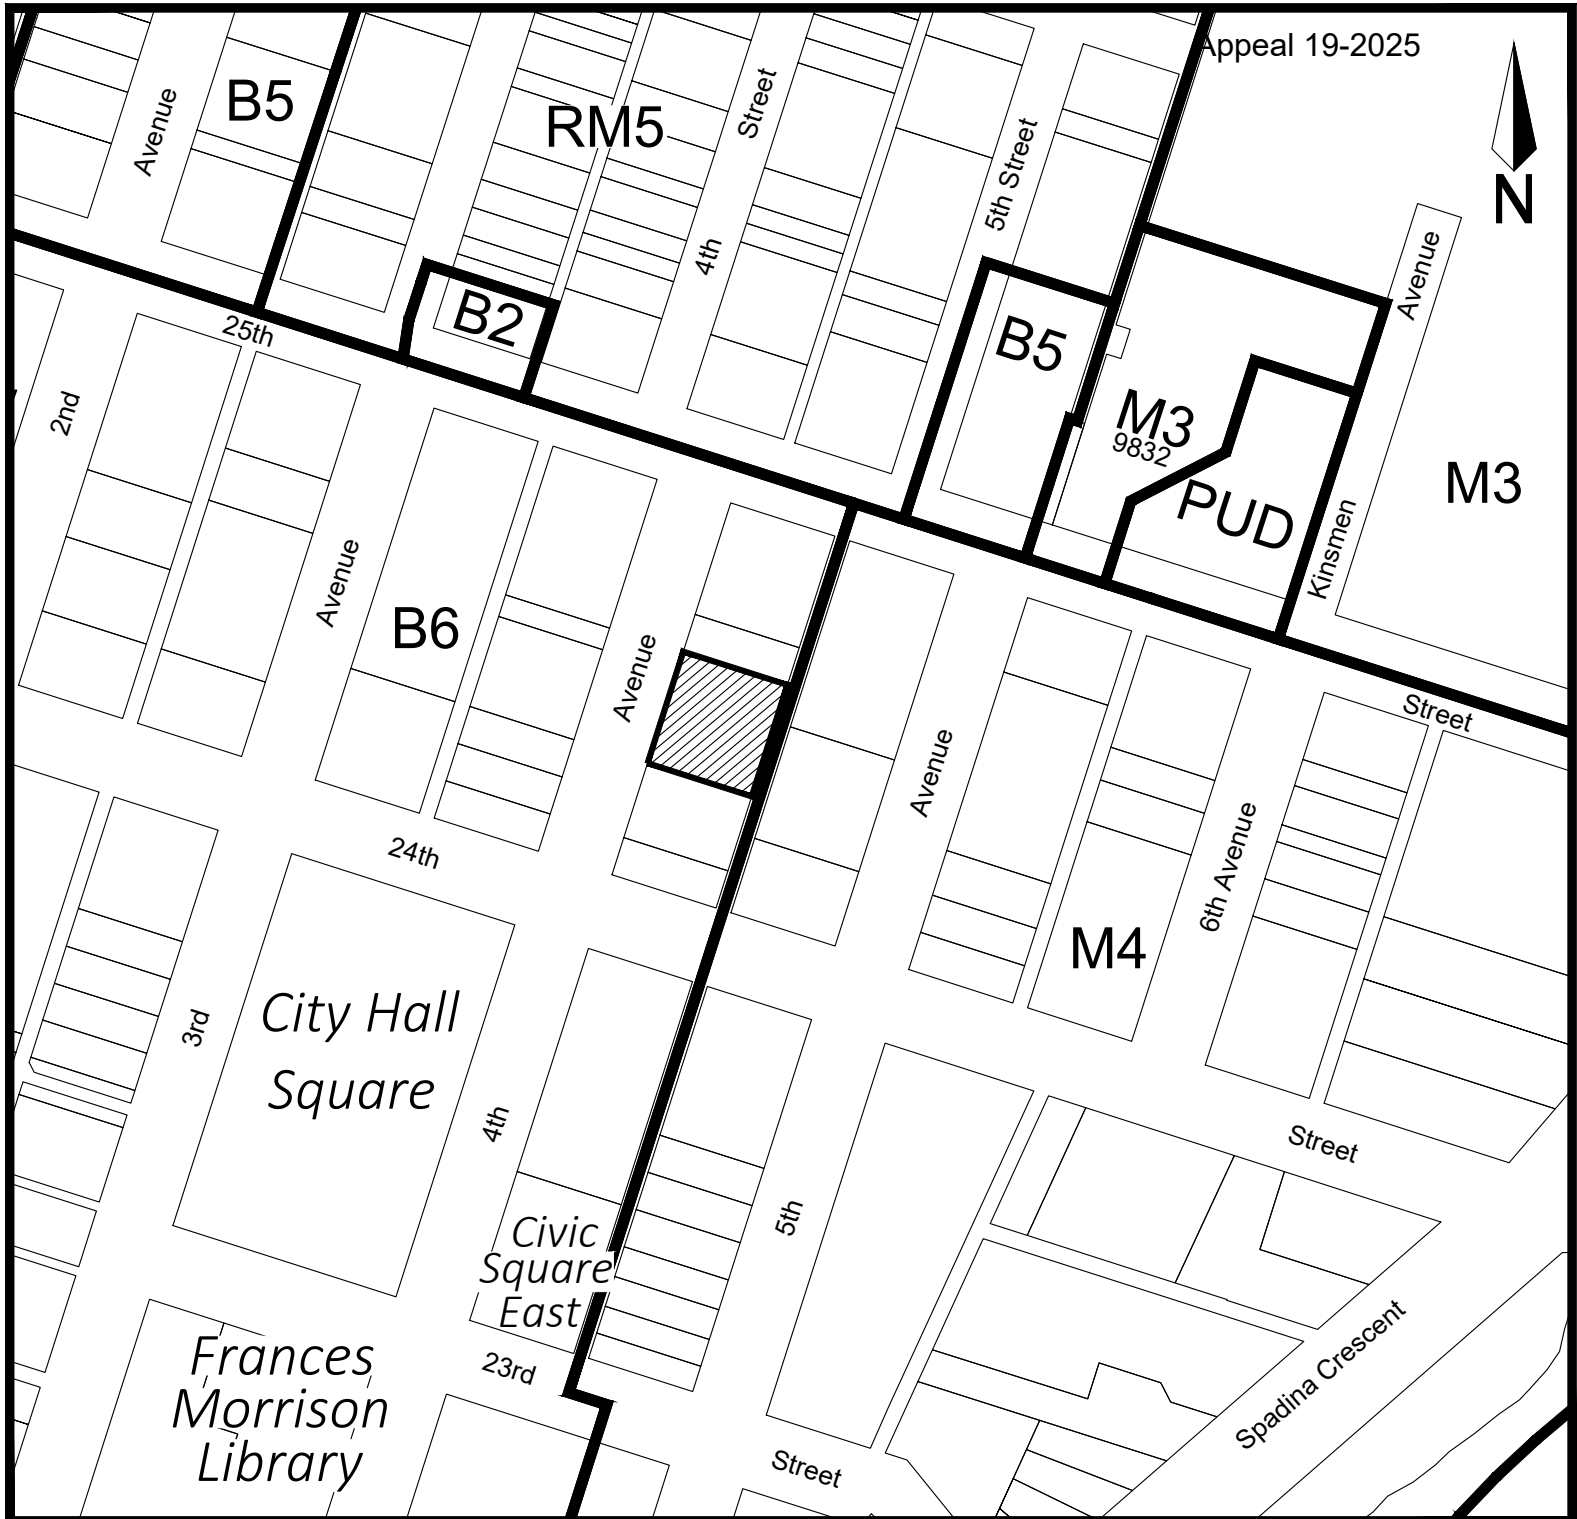 Appeal 19-2025
N
B5
Avenue
RM5
Street
4th
5th Street
Avenue
Kinsmen
B2
25th
2nd
B5
M3
9832
PUD
M3
Avenue
B6
Avenue
Avenue
6th Avenue
Street
24th
M4
City Hall
Square
3rd
4th
5th
Street
Civic
Square
East
23rd
Street
Spadina Crescent
Frances
Morrison
Library